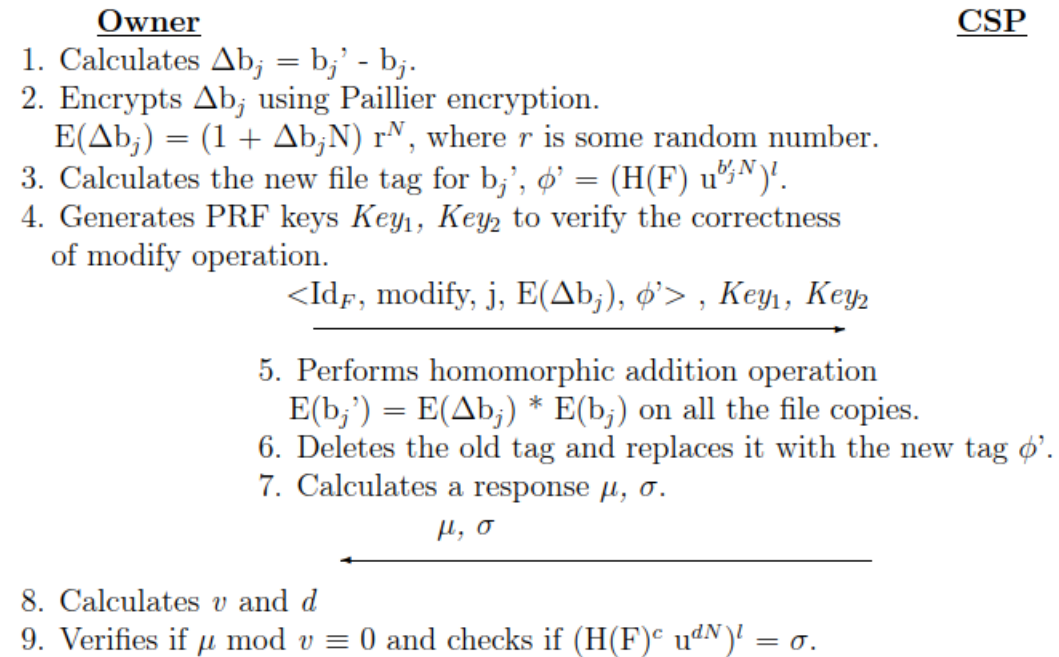 Owner CSP
1. Calculates Δb_j = b_j’ - b_j.
2. Encrypts Δb_j using Paillier encryption.
E(Δb_j) = (1 + Δb_jN) r^N, where r is some random number.
3. Calculates the new file tag for b_j’, ϕ’ = (H(F) u^{b'_jN})^l.
4. Generates PRF keys Key₁, Key₂ to verify the correctness
of modify operation.
<Id_F, modify, j, E(Δb_j), ϕ’> , Key₁, Key₂
5. Performs homomorphic addition operation
E(b_j’) = E(Δb_j) * E(b_j) on all the file copies.
6. Deletes the old tag and replaces it with the new tag ϕ’.
7. Calculates a response μ, σ.
μ, σ
8. Calculates v and d
9. Verifies if μ mod v ≡ 0 and checks if (H(F)^c u^{dN})^l = σ.